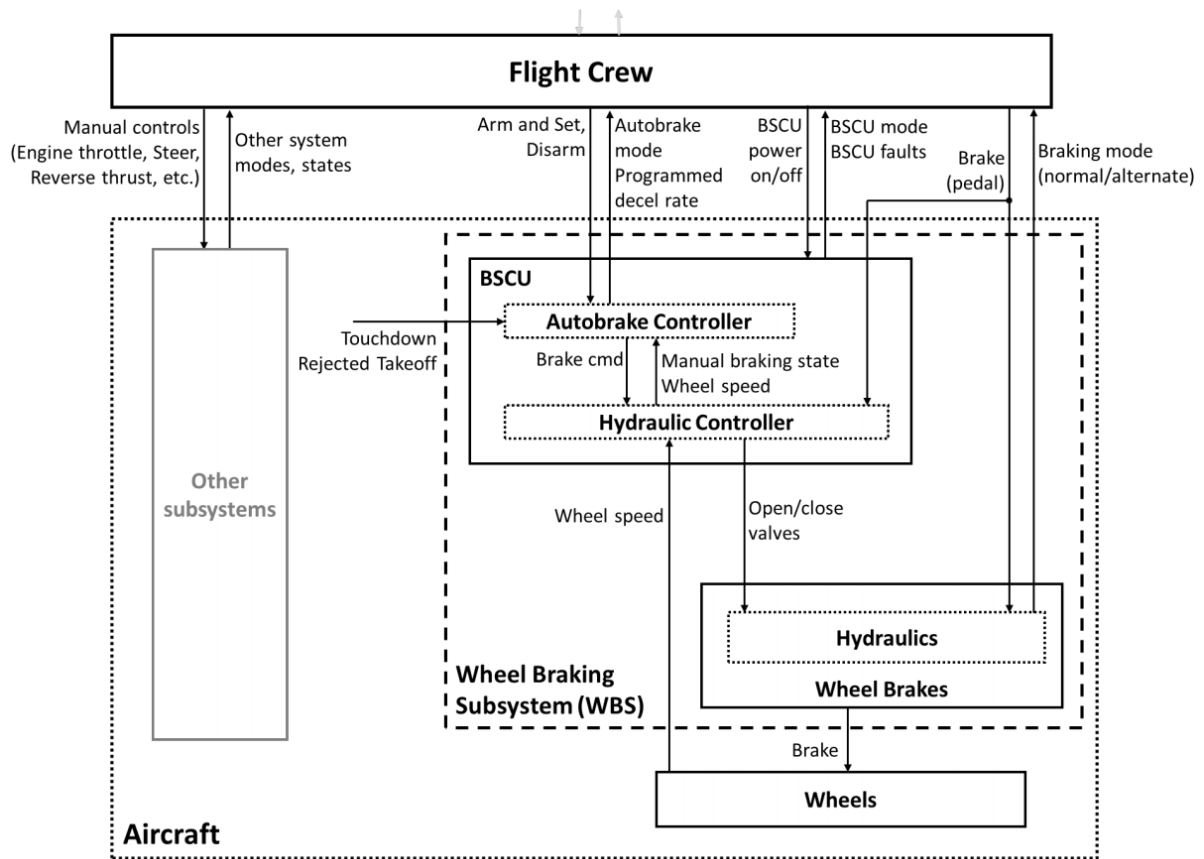 Flight Crew
Manual controls
(Engine throttle, Steer,
Reverse thrust, etc.)
Other system
modes, states
Arm and Set,
Disarm
Autobrake
mode
Programmed
decel rate
BSCU
power
on/off
BSCU mode
BSCU faults
Brake
(pedal)
Braking mode
(normal/alternate)
BSCU
Autobrake Controller
Touchdown
Rejected Takeoff
Brake cmd
Manual braking state
Wheel speed
Hydraulic Controller
Other
subsystems
Wheel speed
Open/close
valves
Hydraulics
Wheel Brakes
Wheel Braking
Subsystem (WBS)
Brake
Wheels
Aircraft